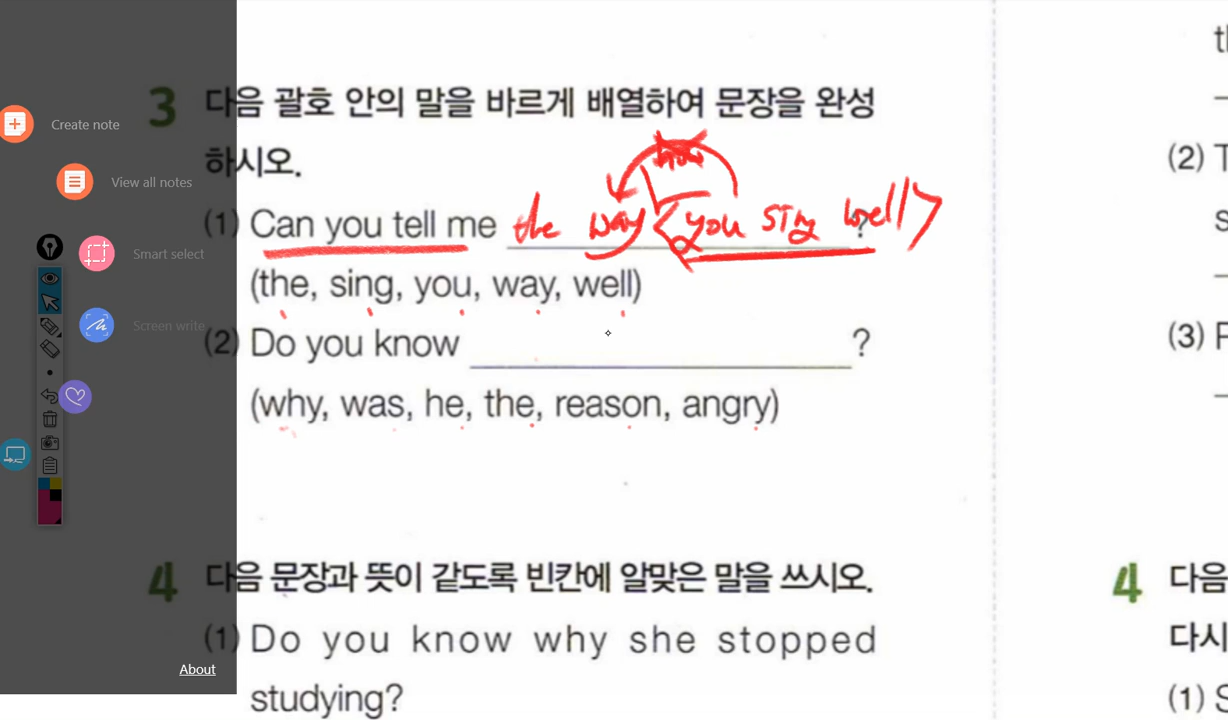 3 다음 괄호 안의 말을 바르게 배열하여 문장을 완성
하시오.
how
(1) Can you tell me the way you sing well?
(the, sing, you, way, well)
(2) Do you know ?
(why, was, he, the, reason, angry)
4 다음 문장과 뜻이 같도록 빈칸에 알맞은 말을 쓰시오.
(1) Do you know why she stopped
studying?
Create note
View all notes
Smart select
Screen write
About
(2) T
s
(3) P
4 다음
다시
(1) S